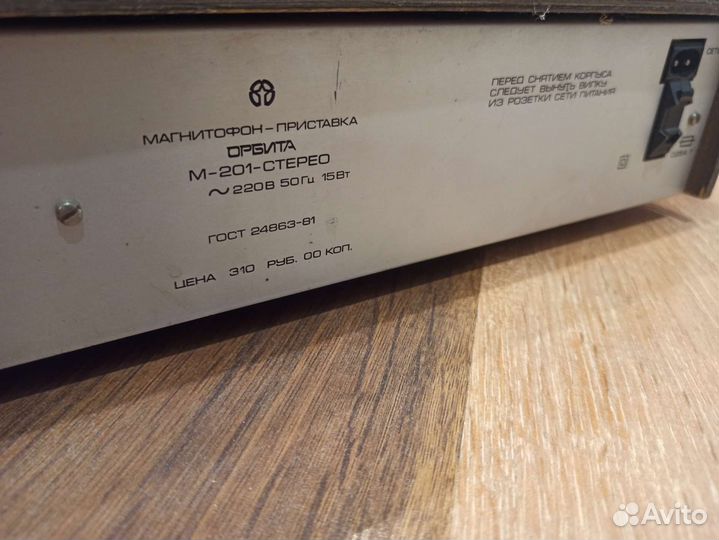 МАГНИТОФОН-ПРИСТАВКА
ОРБИТА
М-201-СТЕРЕО
~ 220В 50Гц 15Вт
ГОСТ 24863-81
ЦЕНА 310 РУБ. 00 КОП.
ПЕРЕД СНЯТИЕМ КОРПУСА
СЛЕДУЕТ ВЫНУТЬ ВИЛКУ
ИЗ РОЗЕТКИ СЕТИ ПИТАНИЯ
Avito